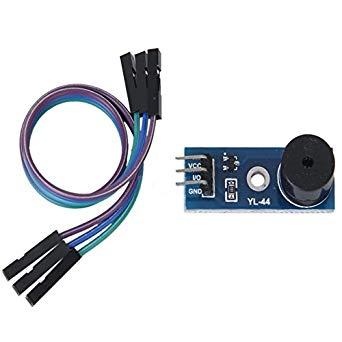 VCC
I/O
GND
YL-44